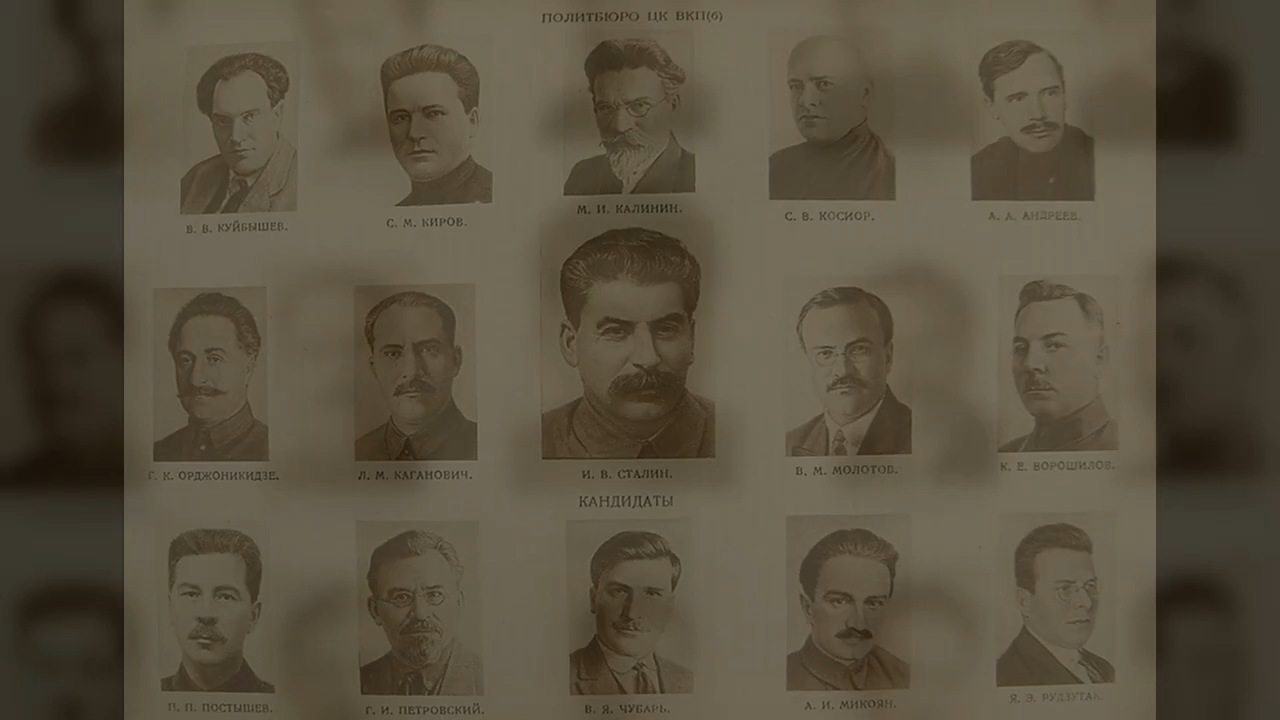 ПОЛИТБЮРО ЦК ВКП(б)
В. В. КУЙБЫШЕВ.
С. М. КИРОВ.
М. И. КАЛИНИН.
С. В. КОСИОР.
А. А. АНДРЕЕВ.
Г. К. ОРДЖОНИКИДЗЕ.
Л. М. КАГАНОВИЧ.
И. В. СТАЛИН.
В. М. МОЛОТОВ.
К. Е. ВОРОШИЛОВ.
КАНДИДАТЫ
П. П. ПОСТЫШЕВ.
Г. И. ПЕТРОВСКИЙ.
В. Я. ЧУБАРЬ.
А. И. МИКОЯН.
Я. Э. РУДЗУТАК.